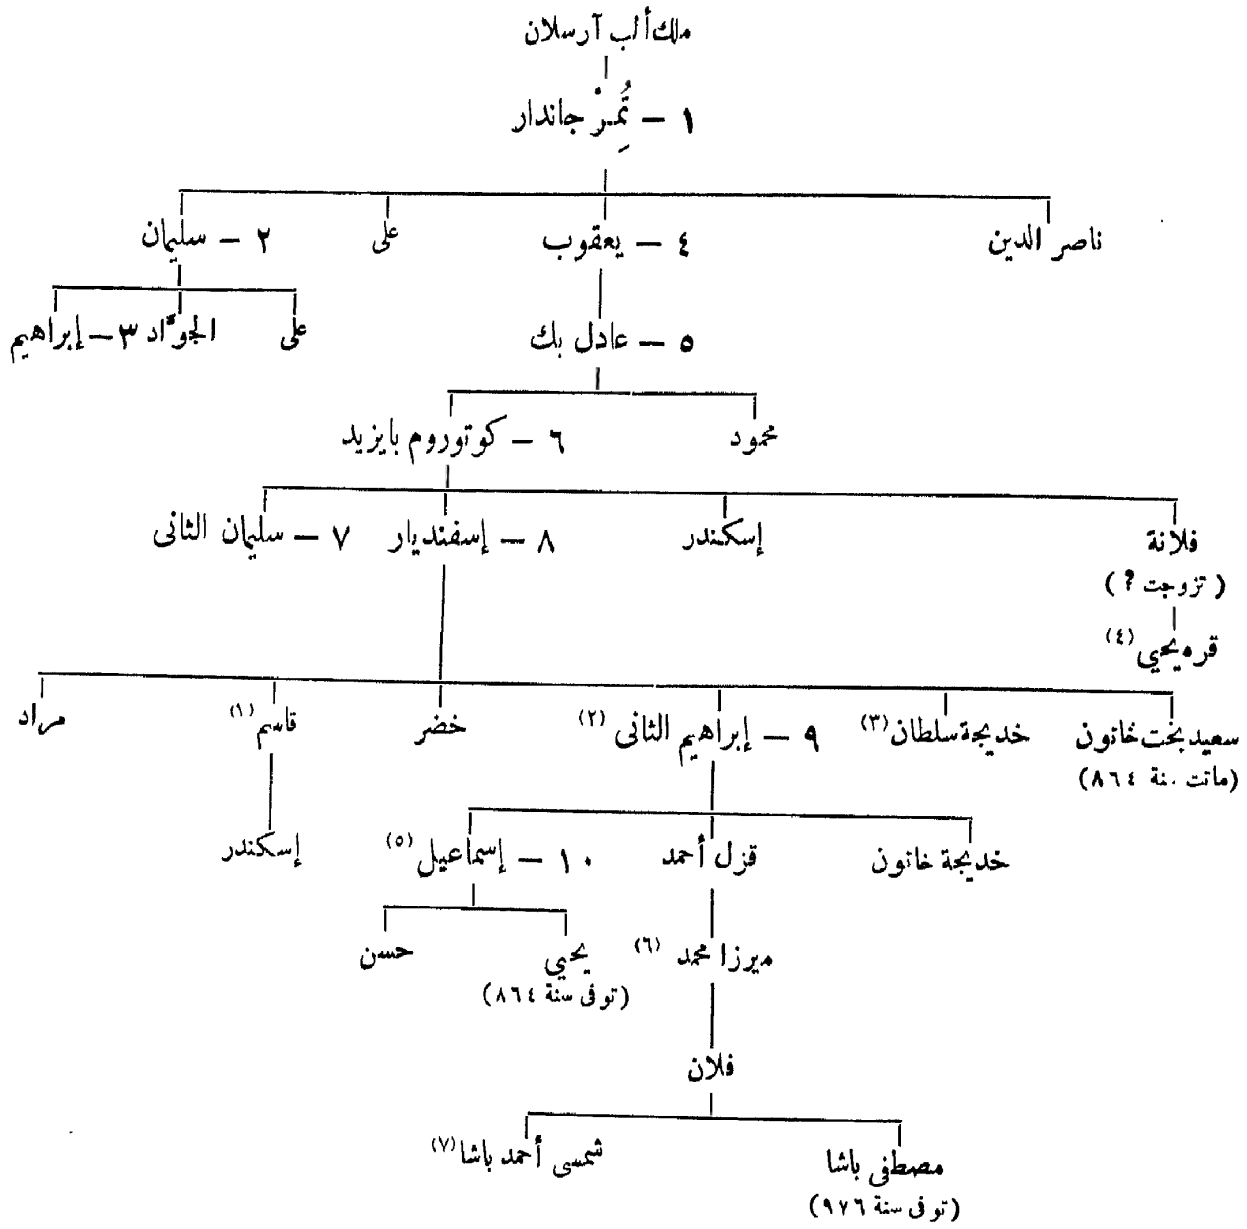 ملك ألب آرسلان
١ – تُمِرْ جاندار
ناصر الدين ٤ – يعقوب على ٢ – سليمان
٥ – عادل بك على الجوّاد ٣ – إبراهيم
محمود ٦ – كوتوروم بايزيد
فلانة إسكندر ٨ – إسفنديار ٧ – سليمان الثانى
(تزوجت ?)
قره يحيي (٤)
سعيد بخت خاتون خديجة سلطان (٣) ٩ – إبراهيم الثانى (٢) خضر قاسم (١) مراد
(ماتت سنة ٨٦٤)
خديجة خاتون قزل أحمد ١٠ – إسماعيل (٥) إسكندر
ميرزا محمد (٦) يحيي حسن
(توفى سنة ٨٦٤)
فلان
مصطفى باشا شمسى أحمد باشا (٧)
(توفى سنة ٩٧٦)